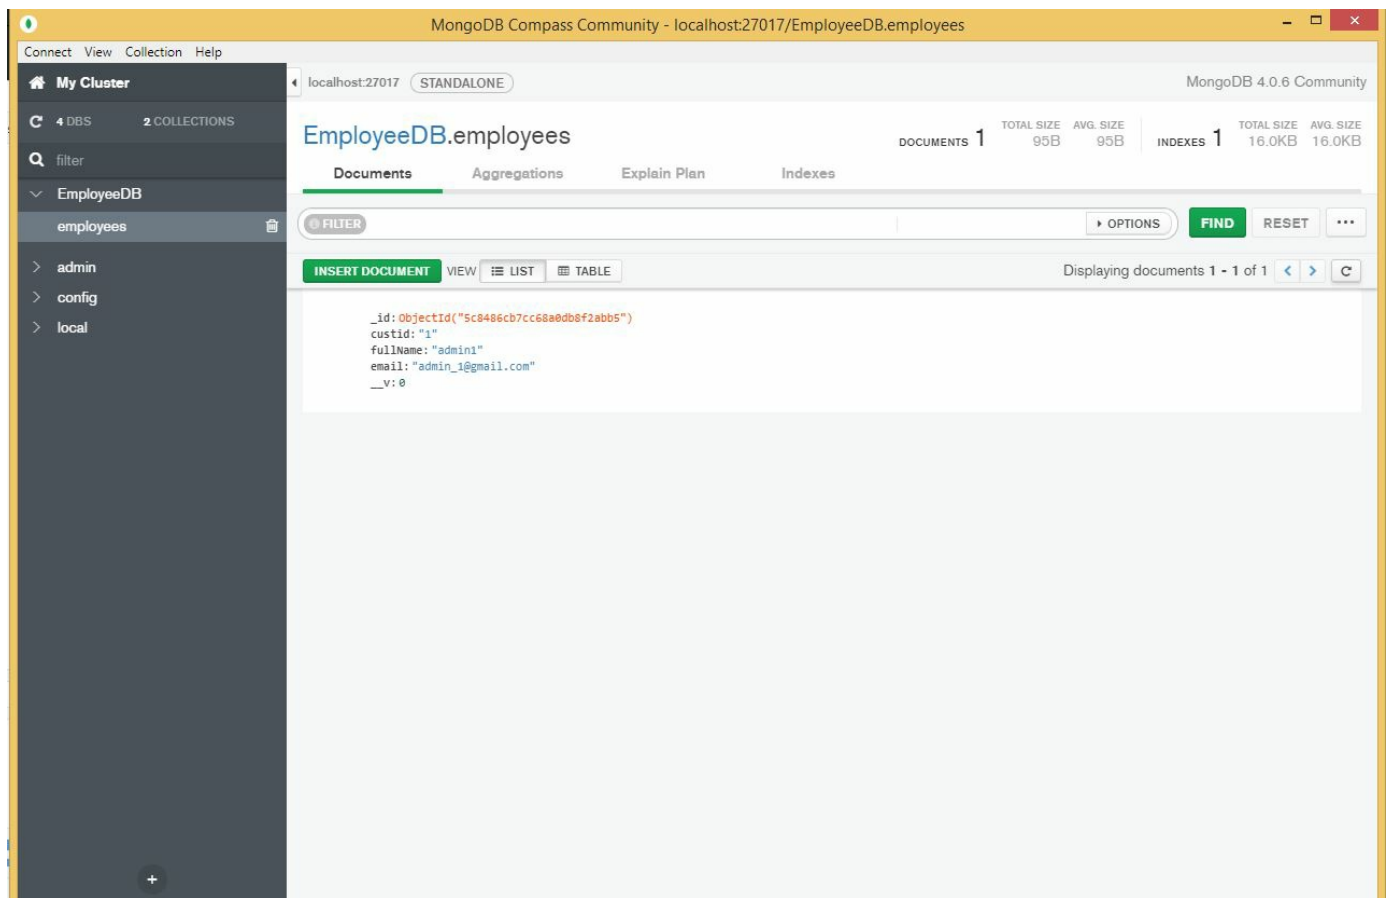 MongoDB Compass Community - localhost:27017/EmployeeDB.employees
Connect View Collection Help
My Cluster
localhost:27017 STANDALONE MongoDB 4.0.6 Community
4 DBS 2 COLLECTIONS
EmployeeDB.employees
DOCUMENTS 1 TOTAL SIZE 95B AVG. SIZE 95B INDEXES 1 TOTAL SIZE 16.0KB AVG. SIZE 16.0KB
filter
Documents Aggregations Explain Plan Indexes
EmployeeDB
employees
FILTER OPTIONS FIND RESET ...
INSERT DOCUMENT VIEW LIST TABLE Displaying documents 1 - 1 of 1
admin
config
local
_id: ObjectId("5c8486cb7cc68a0db8f2abb5")
custid: "1"
fullName: "admin1"
email: "admin_1@gmail.com"
__v: 0